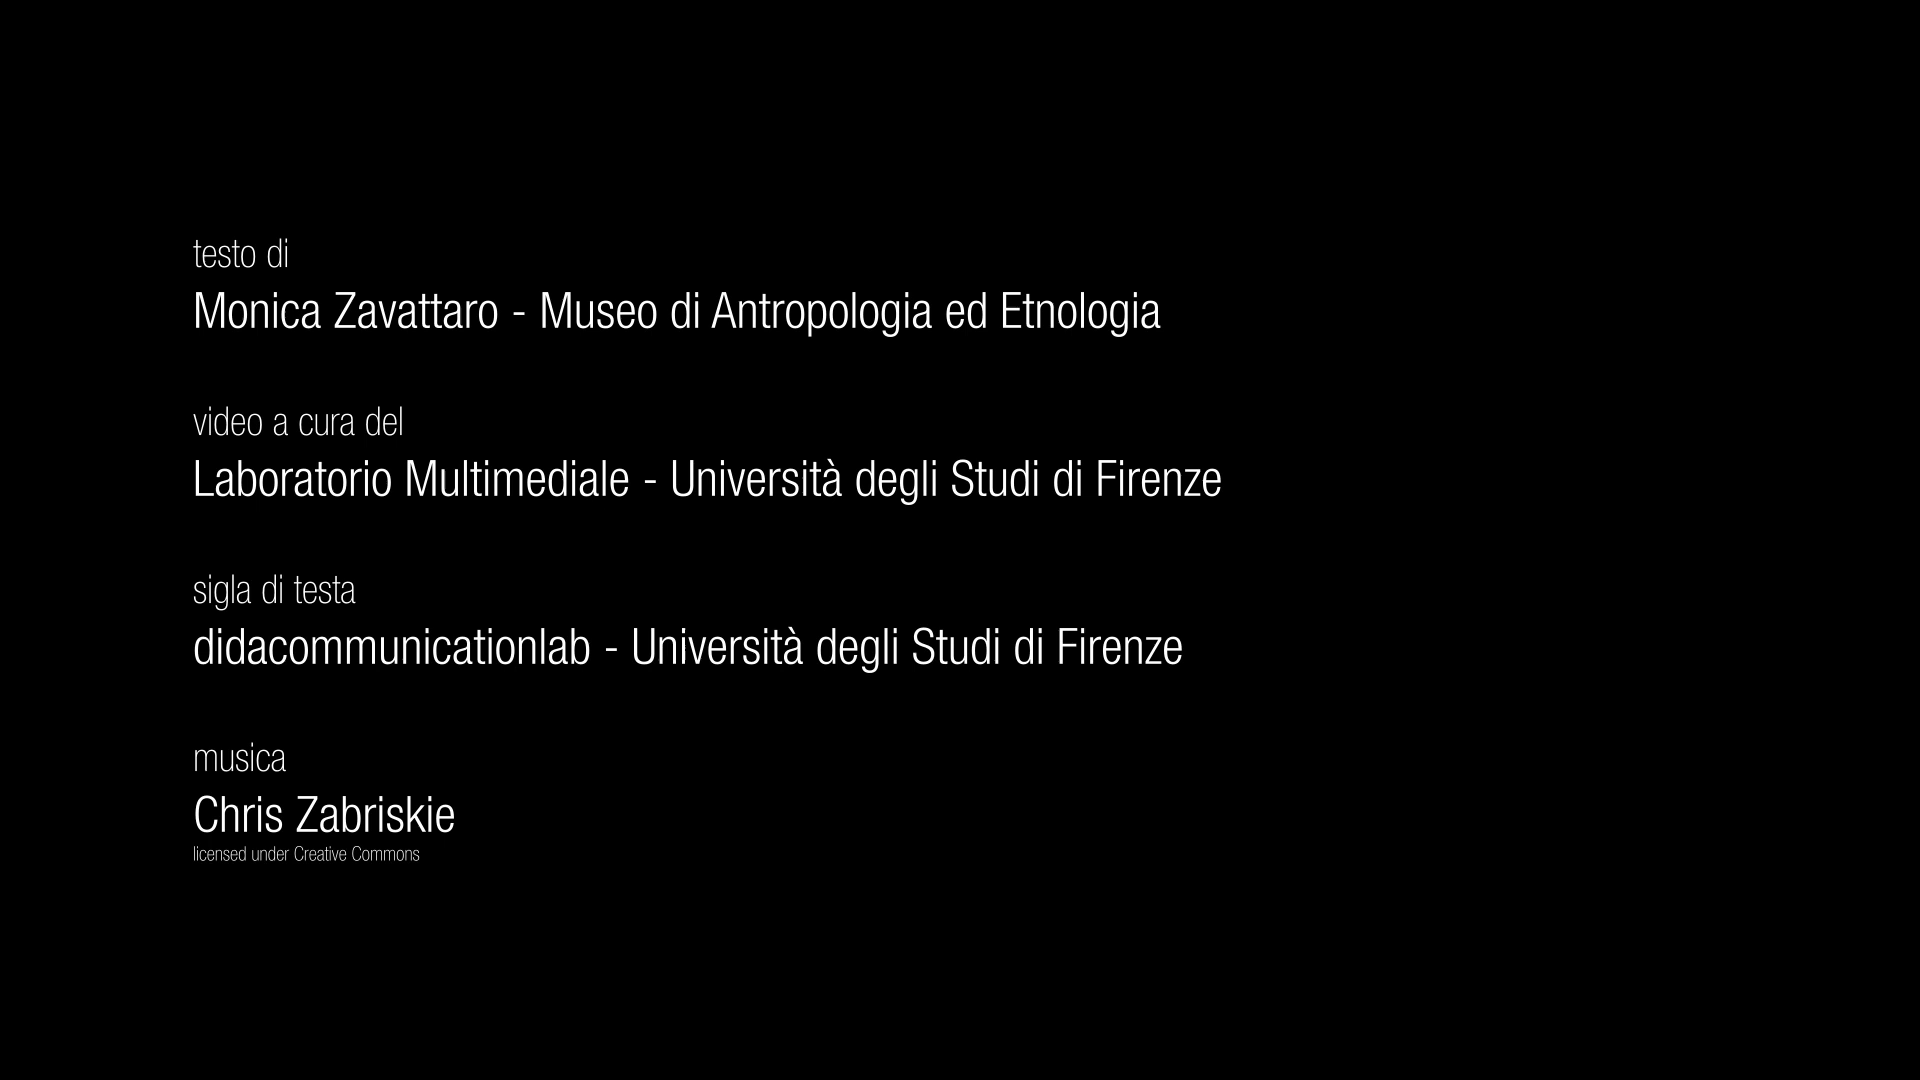 testo di
Monica Zavattaro - Museo di Antropologia ed Etnologia
video a cura del
Laboratorio Multimediale - Università degli Studi di Firenze
sigla di testa
didacommunicationlab - Università degli Studi di Firenze
musica
Chris Zabriskie
licensed under Creative Commons